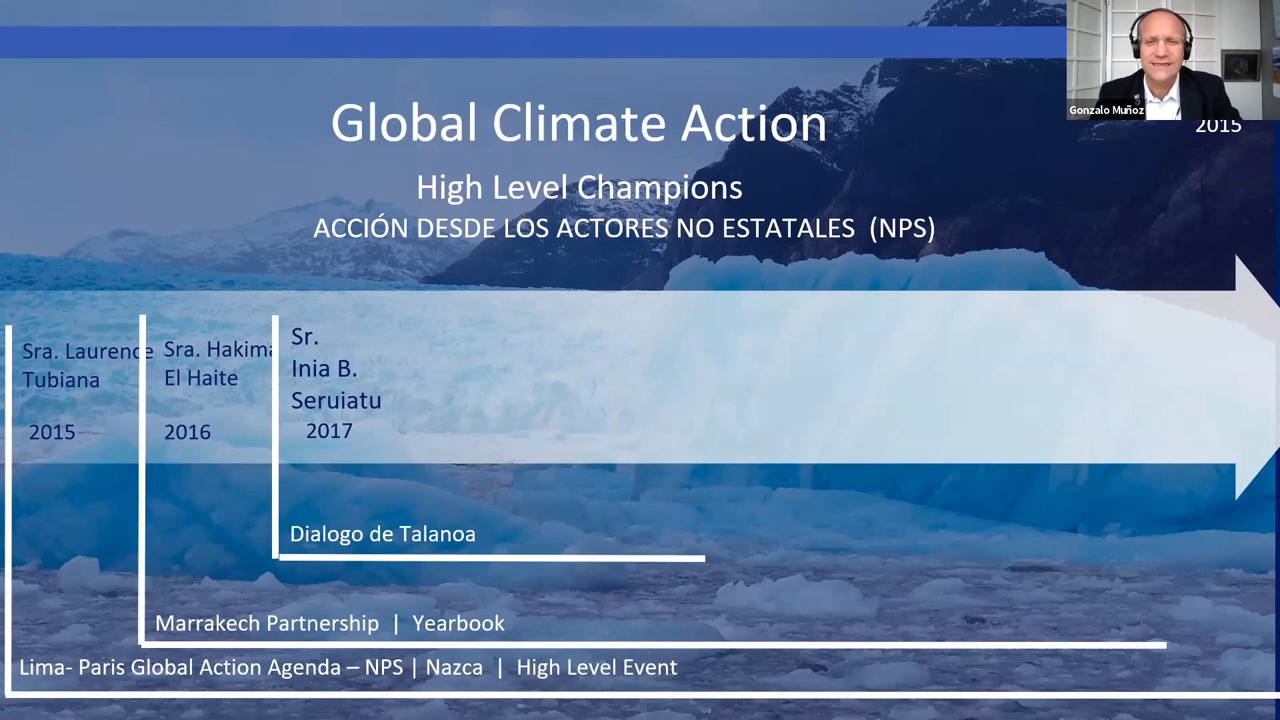 Global Climate Action
High Level Champions
ACCIÓN DESDE LOS ACTORES NO ESTATALES (NPS)
Gonzalo Muñoz
2015
Sra. Laurence
Tubiana
2015
Sra. Hakima
El Haite
2016
Sr.
Inia B.
Seruiatu
2017
Dialogo de Talanoa
Marrakech Partnership | Yearbook
Lima- Paris Global Action Agenda – NPS | Nazca | High Level Event